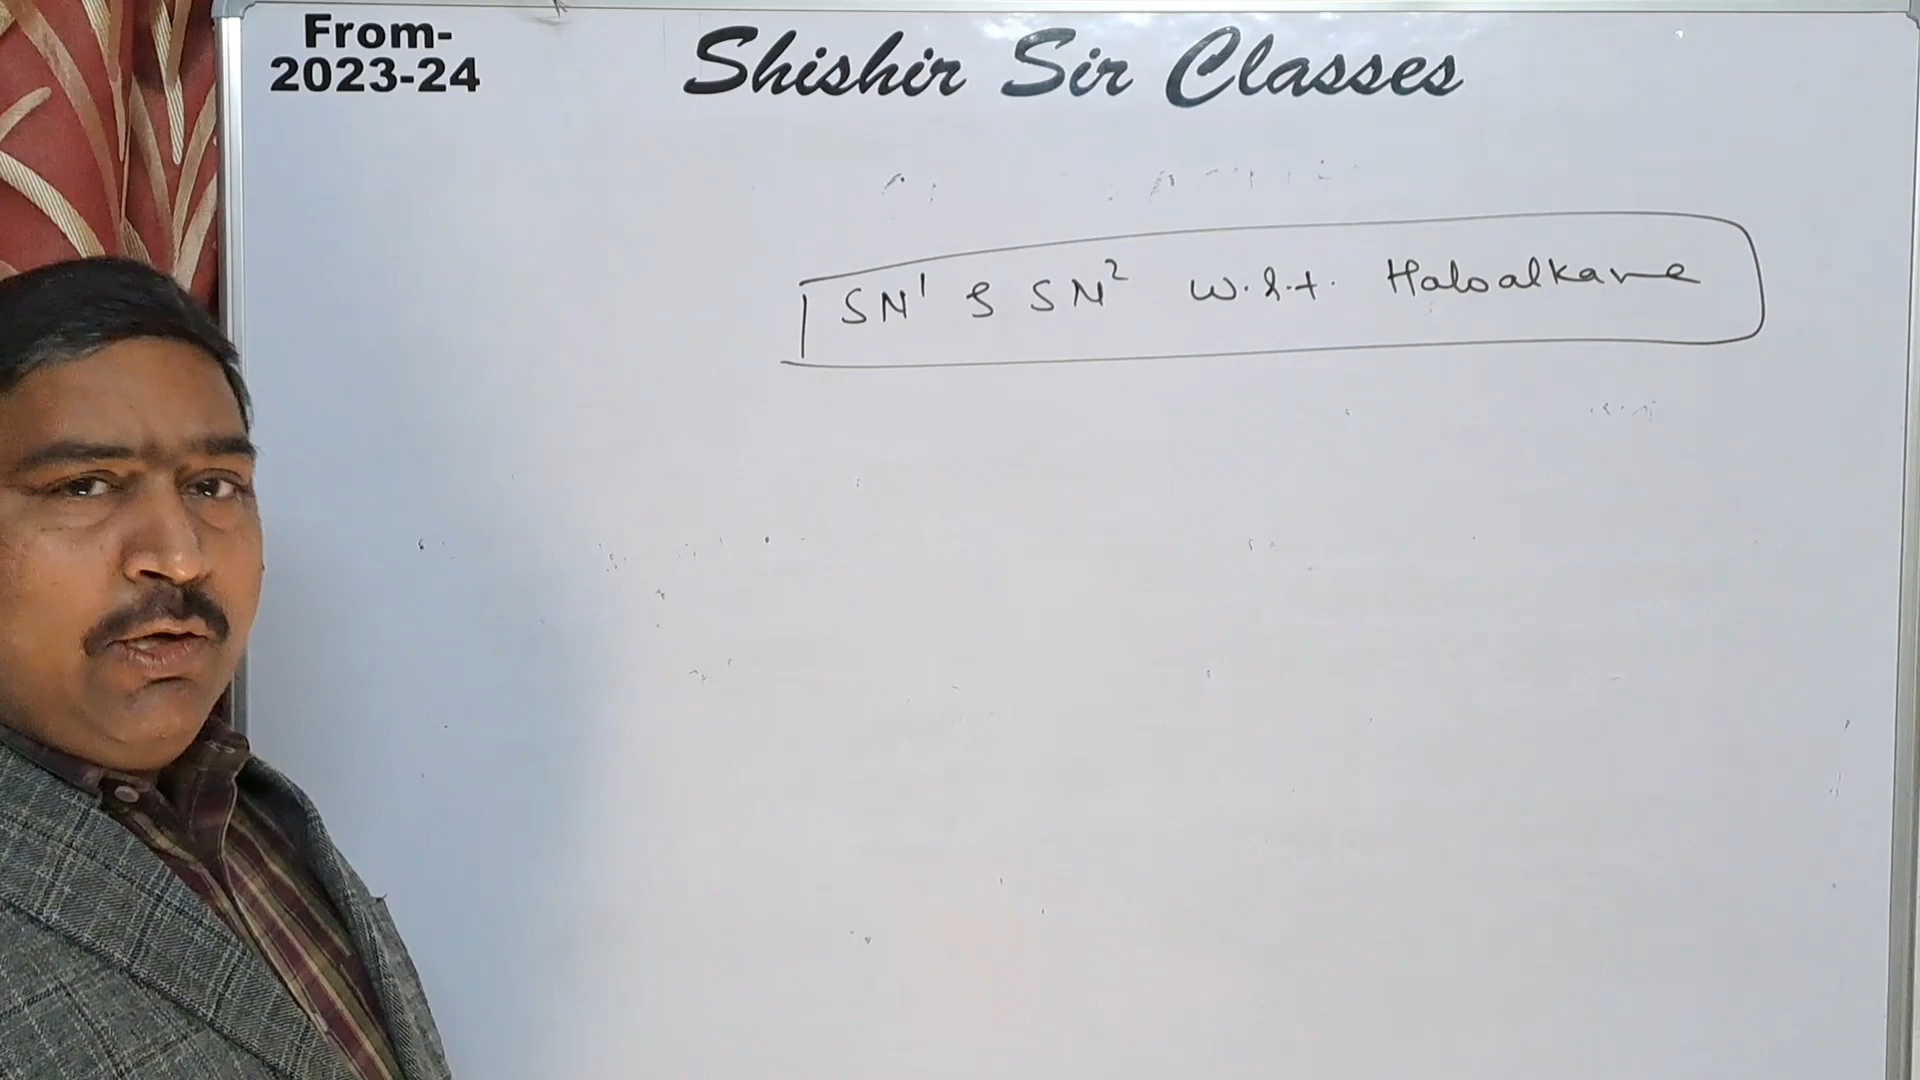 From-
2023-24
Shishir Sir Classes
SN¹ & SN² w.r.t. Haloalkane